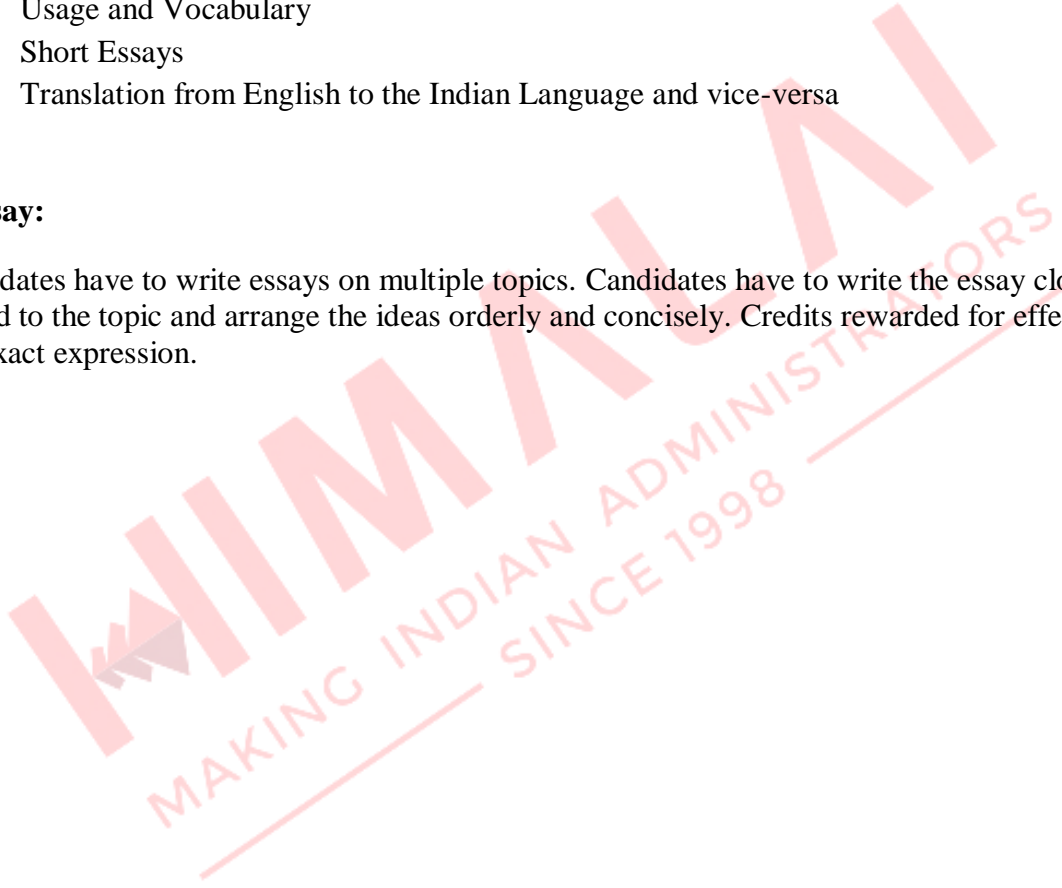 Usage and Vocabulary
Short Essays
Translation from English to the Indian Language and vice-versa
say:
dates have to write essays on multiple topics. Candidates have to write the essay clo
d to the topic and arrange the ideas orderly and concisely. Credits rewarded for effe
xact expression.
HIMALAI
MAKING INDIAN ADMINISTRATORS
SINCE 1998